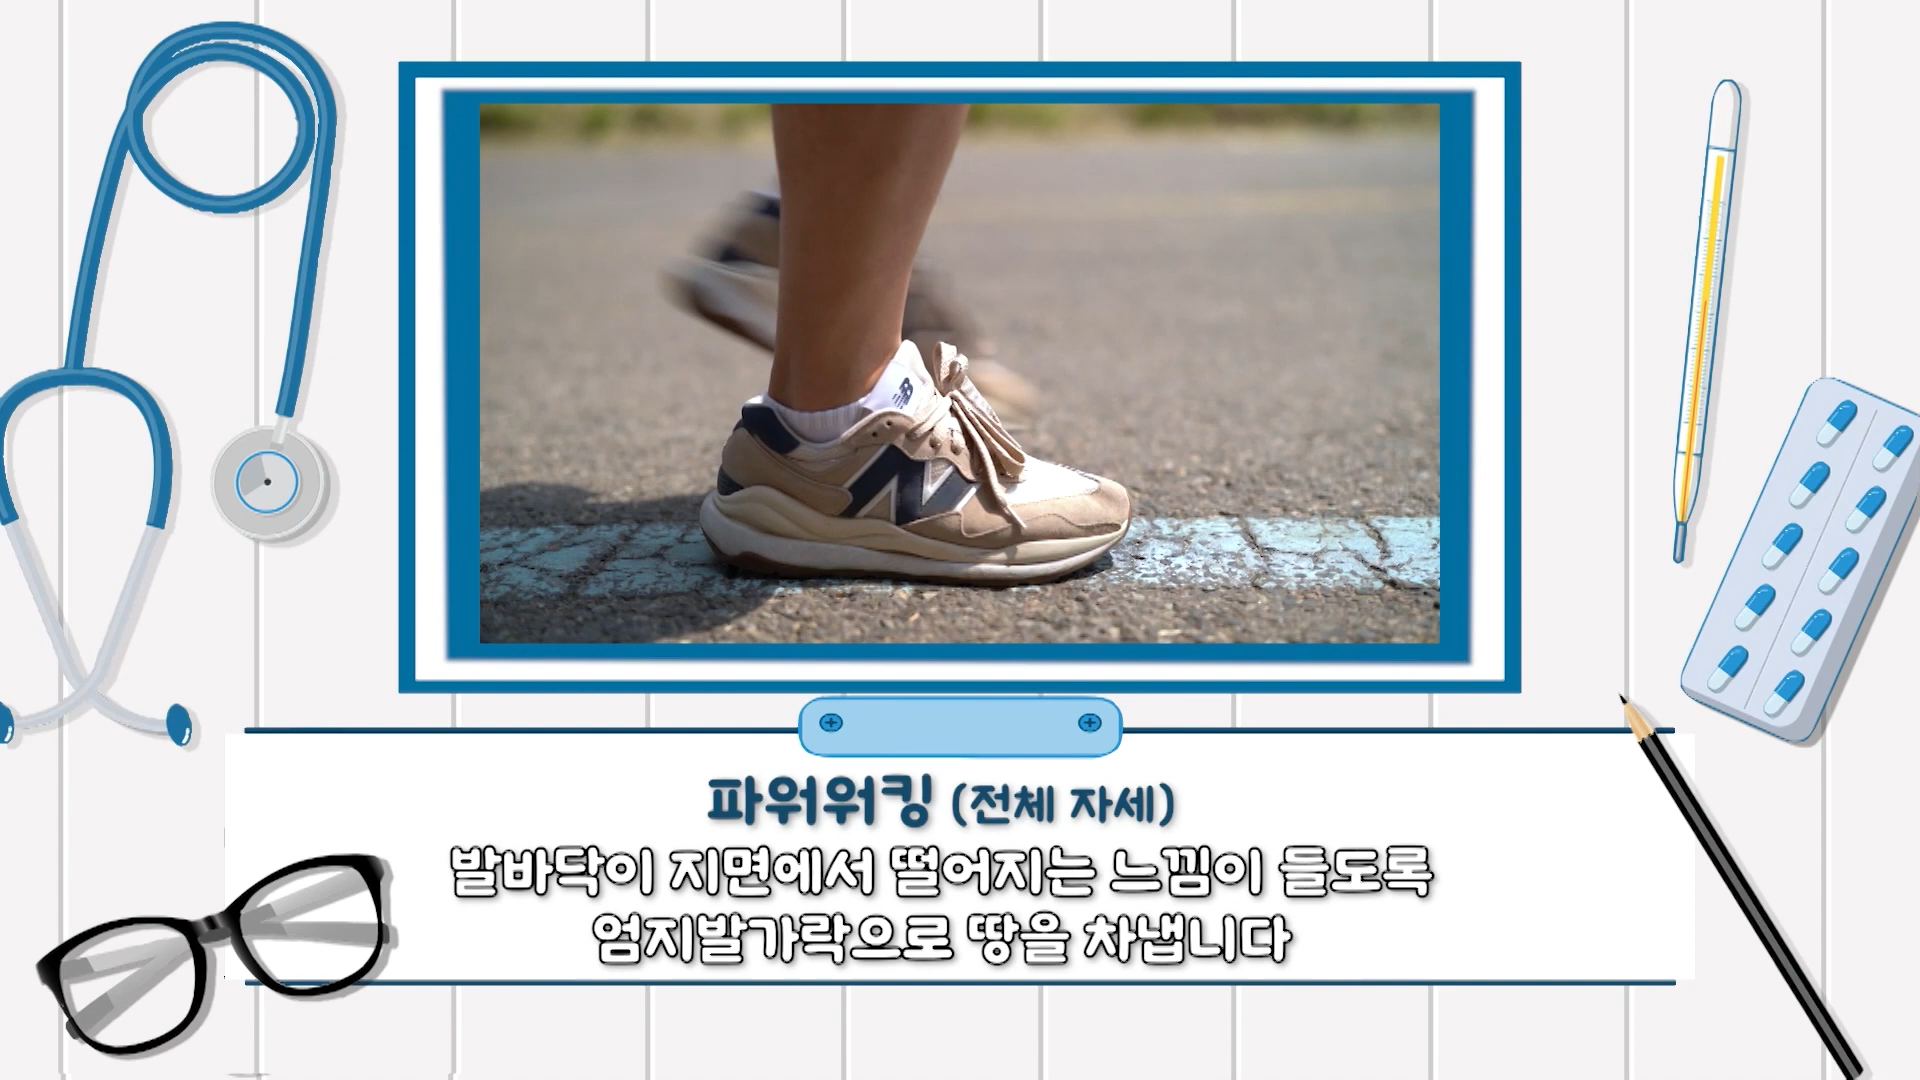 파워워킹 (전체 자세)
발바닥이 지면에서 떨어지는 느낌이 들도록
엄지발가락으로 땅을 차냅니다